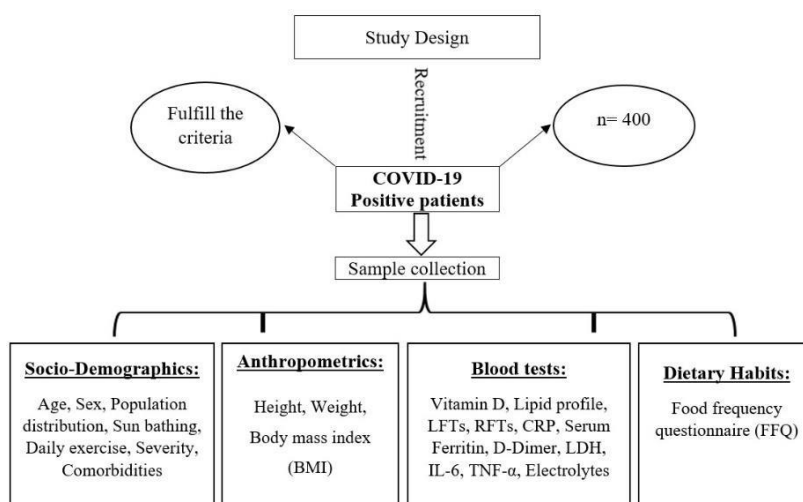 Study Design
Recruitment
Fulfill the
criteria
n= 400
COVID-19
Positive patients
Sample collection
Socio-Demographics:
Age, Sex, Population
distribution, Sun bathing,
Daily exercise, Severity,
Comorbidities
Anthropometrics:
Height, Weight,
Body mass index
(BMI)
Blood tests:
Vitamin D, Lipid profile,
LFTs, RFTs, CRP, Serum
Ferritin, D-Dimer, LDH,
IL-6, TNF-α, Electrolytes
Dietary Habits:
Food frequency
questionnaire (FFQ)